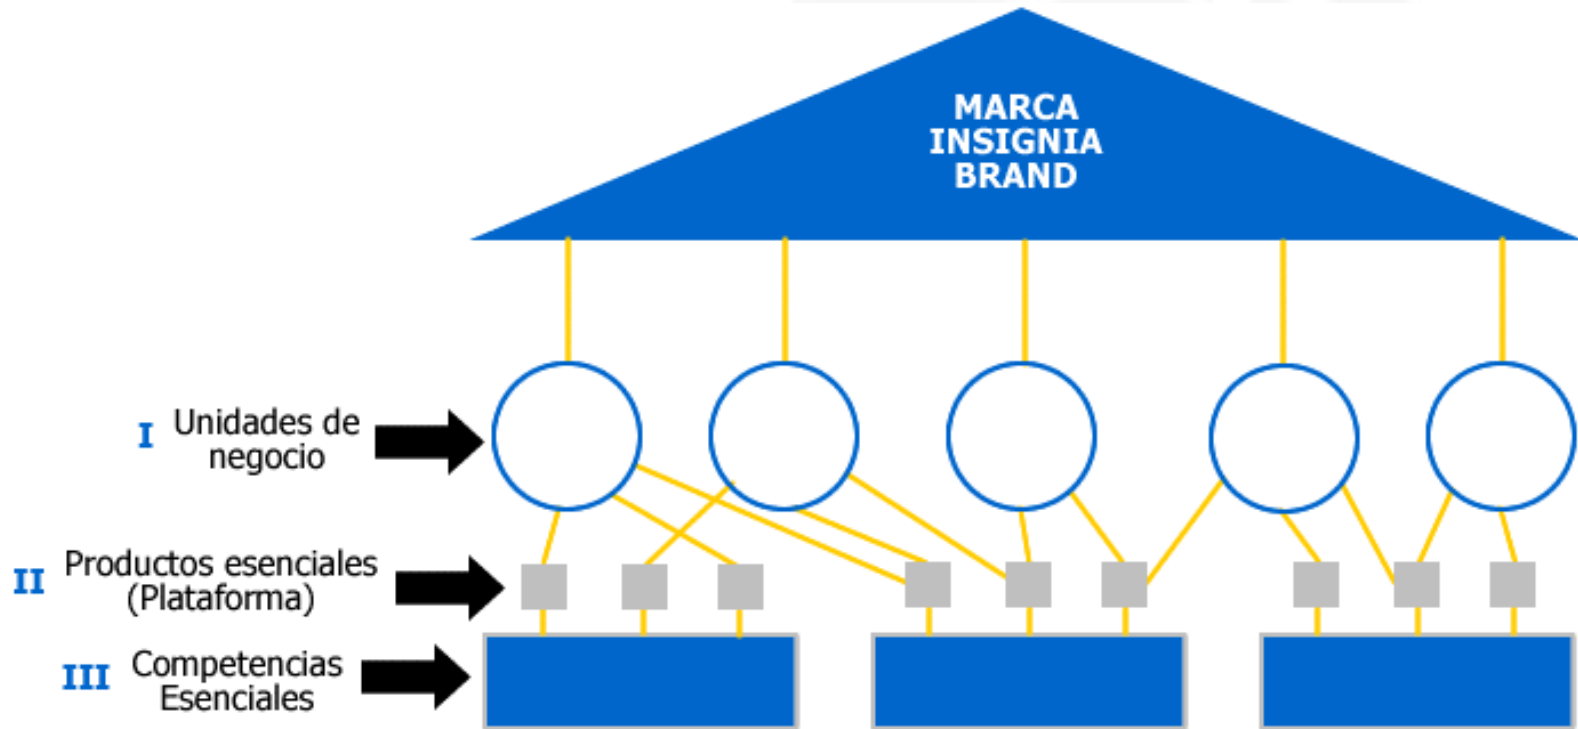 MARCA
INSIGNIA
BRAND
I Unidades de
negocio
II Productos esenciales
(Plataforma)
III Competencias
Esenciales